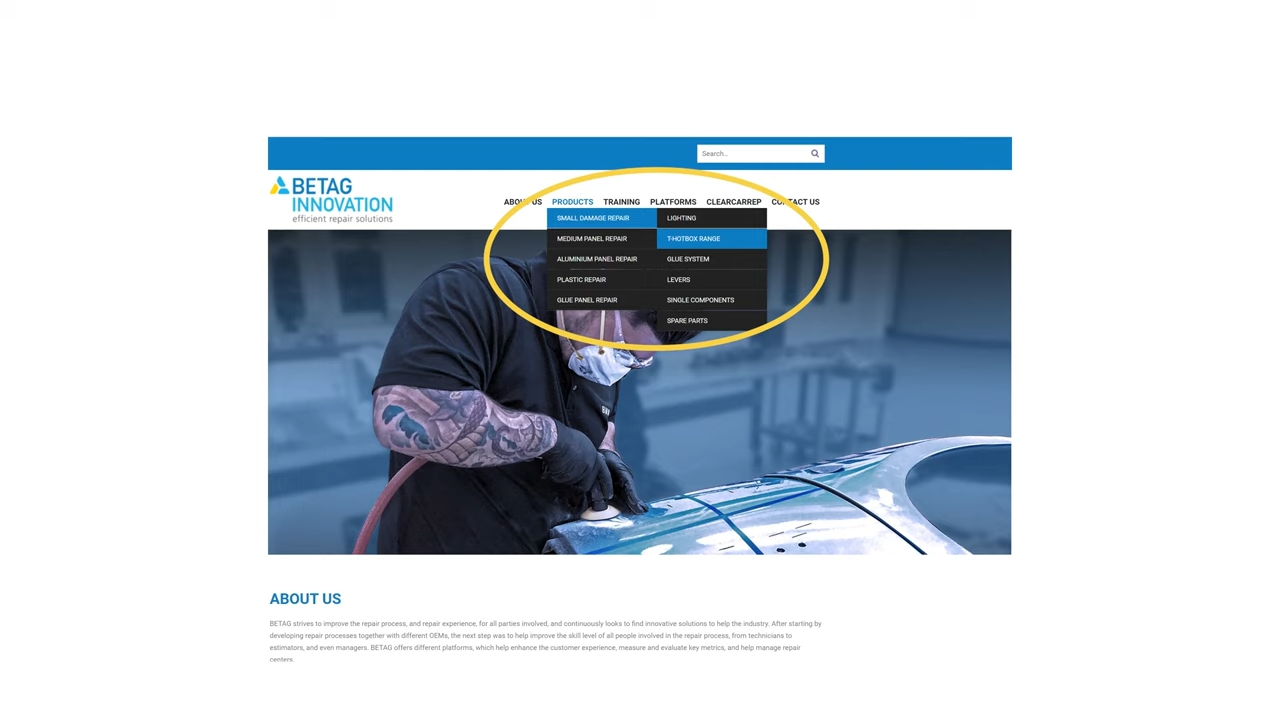 Search...
BETAG
INNOVATION
efficient repair solutions
ABOUT US PRODUCTS TRAINING PLATFORMS CLEARCARREP CONTACT US
SMALL DAMAGE REPAIR
MEDIUM PANEL REPAIR
ALUMINIUM PANEL REPAIR
PLASTIC REPAIR
GLUE PANEL REPAIR
LIGHTING
T-HOTBOX RANGE
GLUE SYSTEM
LEVERS
SINGLE COMPONENTS
SPARE PARTS
ABOUT US
BETAG strives to improve the repair process, and repair experience, for all parties involved, and continuously looks to find innovative solutions to help the industry. After starting by
developing repair processes together with different OEMs, the next step was to help improve the skill level of all people involved in the repair process, from technicians to
estimators, and even managers. BETAG offers different platforms, which help enhance the customer experience, measure and evaluate key metrics, and help manage repair
centers.